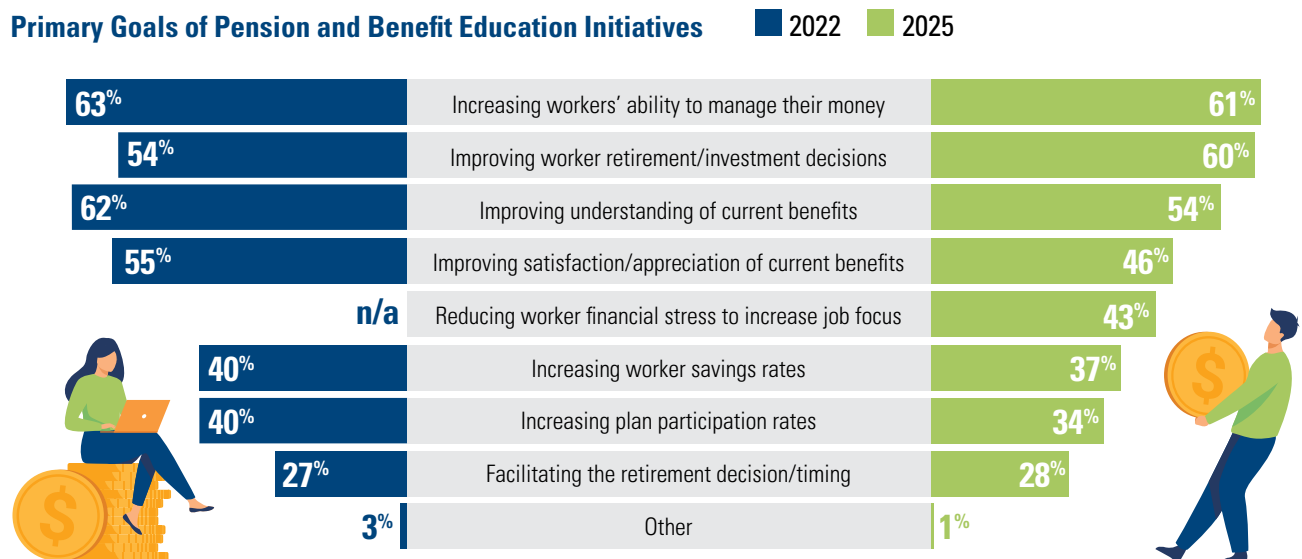 Primary Goals of Pension and Benefit Education Initiatives 2022 2025
63% Increasing workers’ ability to manage their money 61%
54% Improving worker retirement/investment decisions 60%
62% Improving understanding of current benefits 54%
55% Improving satisfaction/appreciation of current benefits 46%
n/a Reducing worker financial stress to increase job focus 43%
40% Increasing worker savings rates 37%
40% Increasing plan participation rates 34%
27% Facilitating the retirement decision/timing 28%
3% Other 1%
$
$